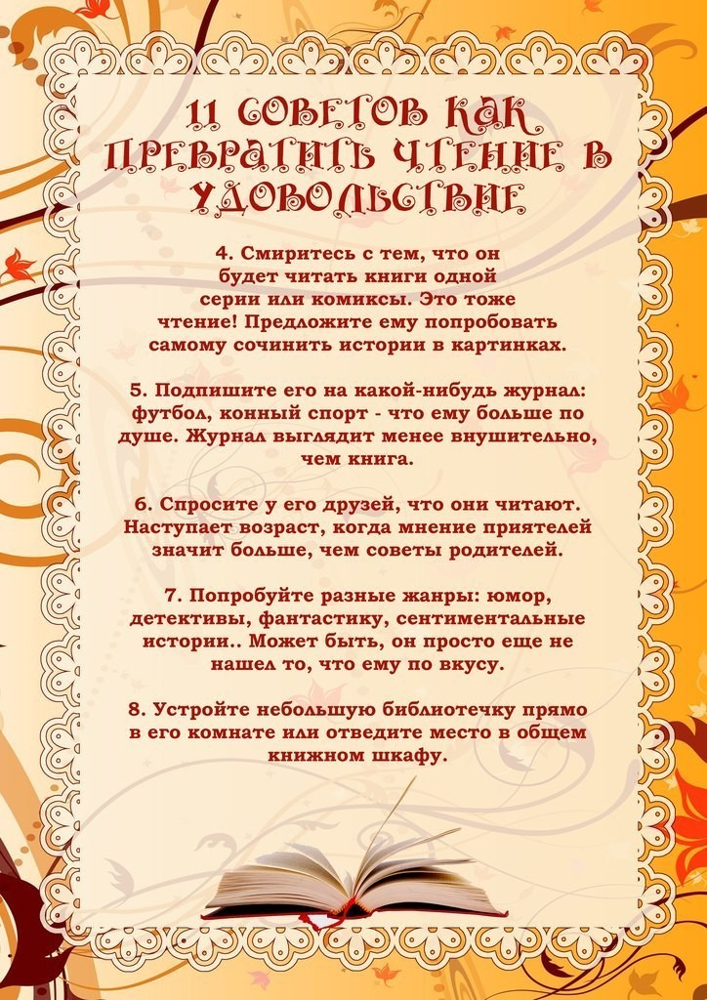 11 СОВЕТОВ КАК
ПРЕВРАТИТЬ ЧТЕНИЕ В
УДОВОЛЬСТВИЕ
4. Смиритесь с тем, что он
будет читать книги одной
серии или комиксы. Это тоже
чтение! Предложите ему попробовать
самому сочинить истории в картинках.
5. Подпишите его на какой-нибудь журнал:
футбол, конный спорт - что ему больше по
душе. Журнал выглядит менее внушительно,
чем книга.
6. Спросите у его друзей, что они читают.
Наступает возраст, когда мнение приятелей
значит больше, чем советы родителей.
7. Попробуйте разные жанры: юмор,
детективы, фантастику, сентиментальные
истории.. Может быть, он просто еще не
нашел то, что ему по вкусу.
8. Устройте небольшую библиотечку прямо
в его комнате или отведите место в общем
книжном шкафу.